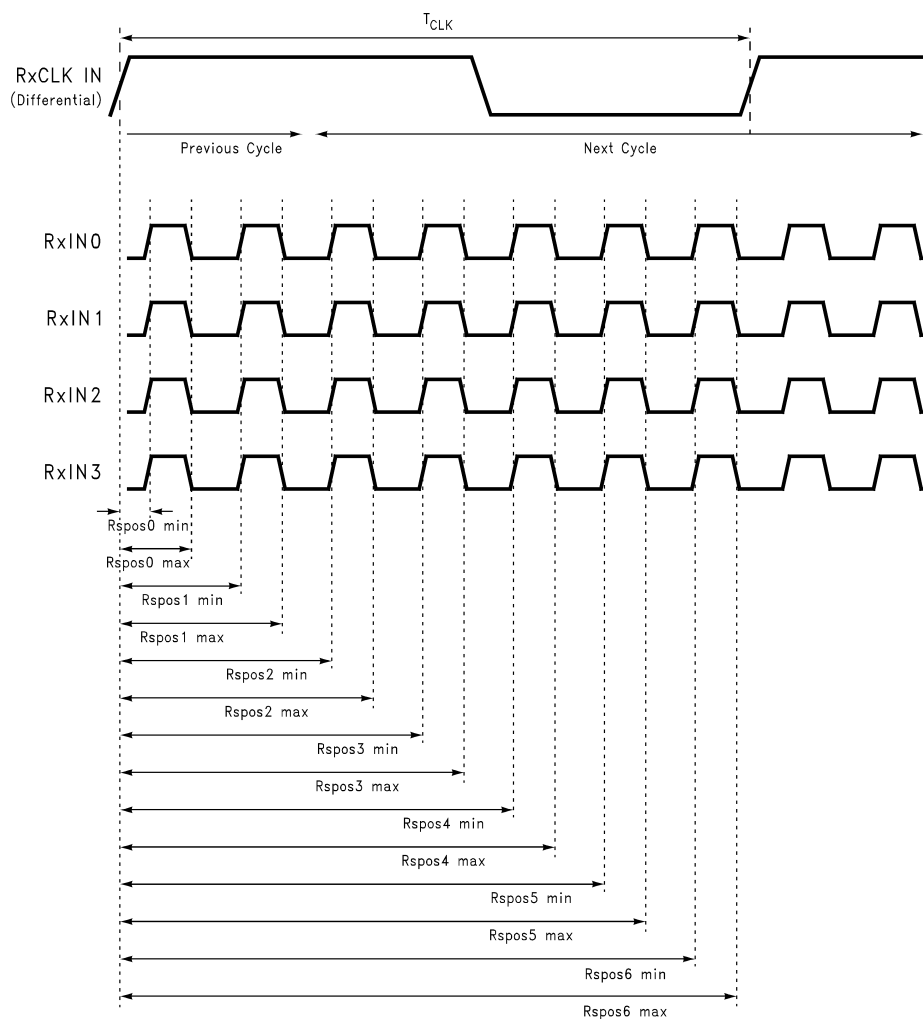 T_CLK
RxCLK IN
(Differential)
Previous Cycle
Next Cycle
RxIN0
RxIN1
RxIN2
RxIN3
Rspos0 min
Rspos0 max
Rspos1 min
Rspos1 max
Rspos2 min
Rspos2 max
Rspos3 min
Rspos3 max
Rspos4 min
Rspos4 max
Rspos5 min
Rspos5 max
Rspos6 min
Rspos6 max